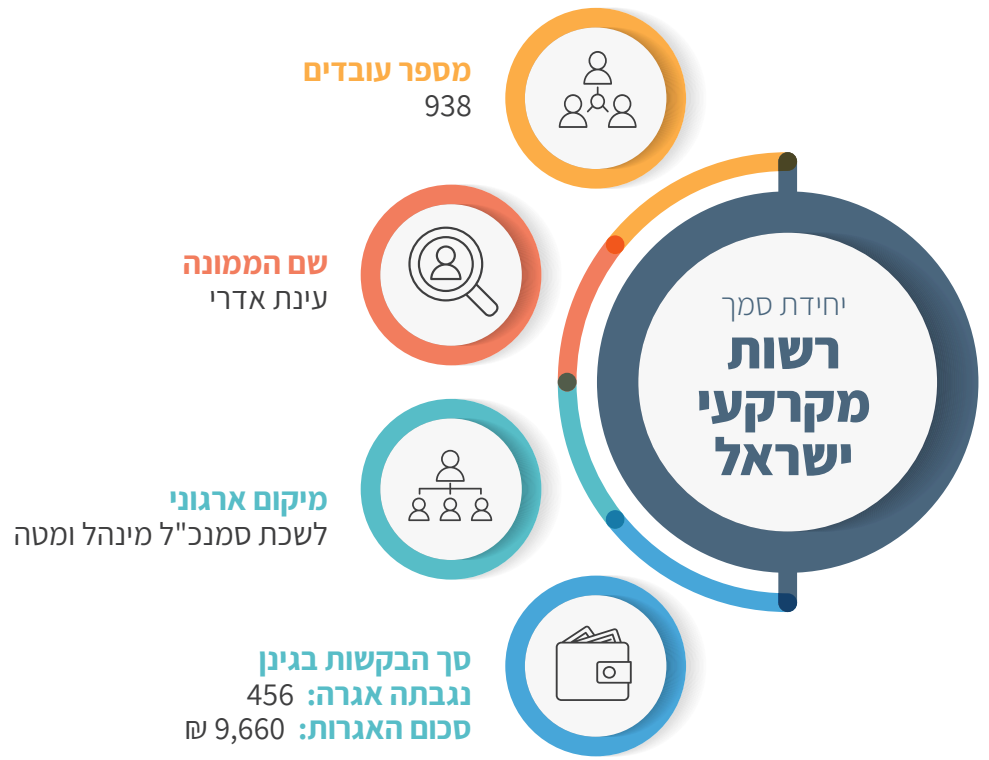 יחידת סמך
רשות
מקרקעי
ישראל
מספר עובדים
938
שם הממונה
עינת אדרי
מיקום ארגוני
לשכת סמנכ"ל מינהל ומטה
סך הבקשות בגינן
נגבתה אגרה: 456
סכום האגרות: 9,660 ₪